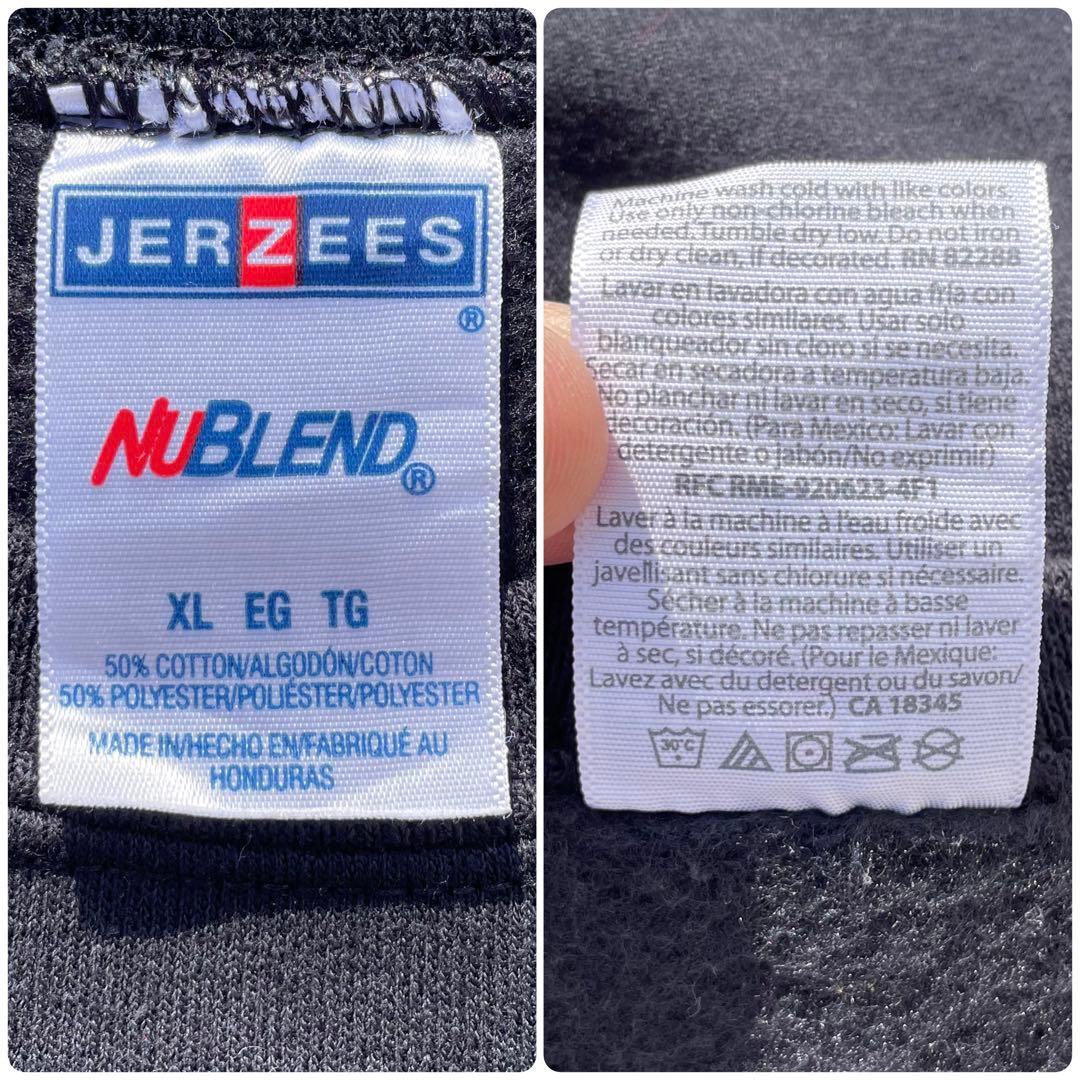 JERZEES
®
NUBLEND®
XL EG TG
50% COTTON/ALGODÓN/COTON
50% POLYESTER/POLIÉSTER/POLYESTER
MADE IN/HECHO EN/FABRIQUÉ AU
HONDURAS
Machine wash cold with like colors
Use only non-chlorine bleach when
needed. Tumble dry low. Do not iron
or dry clean, if decorated. RN 82288
Lavar en lavadora con agua fria con
colores similares. Usar solo
blanqueador sin cloro si se necesita.
Secar en secadora a temperatura baja.
No planchar ni lavar en seco, si tiene
decoración. (Para Mexico: Lavar con
detergente o jabón/No exprimir)
RFC RME-920623-4F1
Laver à la machine à l'eau froide avec
des couleurs similaires. Utiliser un
javellisant sans chlorure si nécessaire.
Sécher à la machine à basse
température. Ne pas repasser ni laver
à sec, si décoré. (Pour le Mexique:
Lavez avec du detergent ou du savon/
Ne pas essorer.) CA 18345
30°C